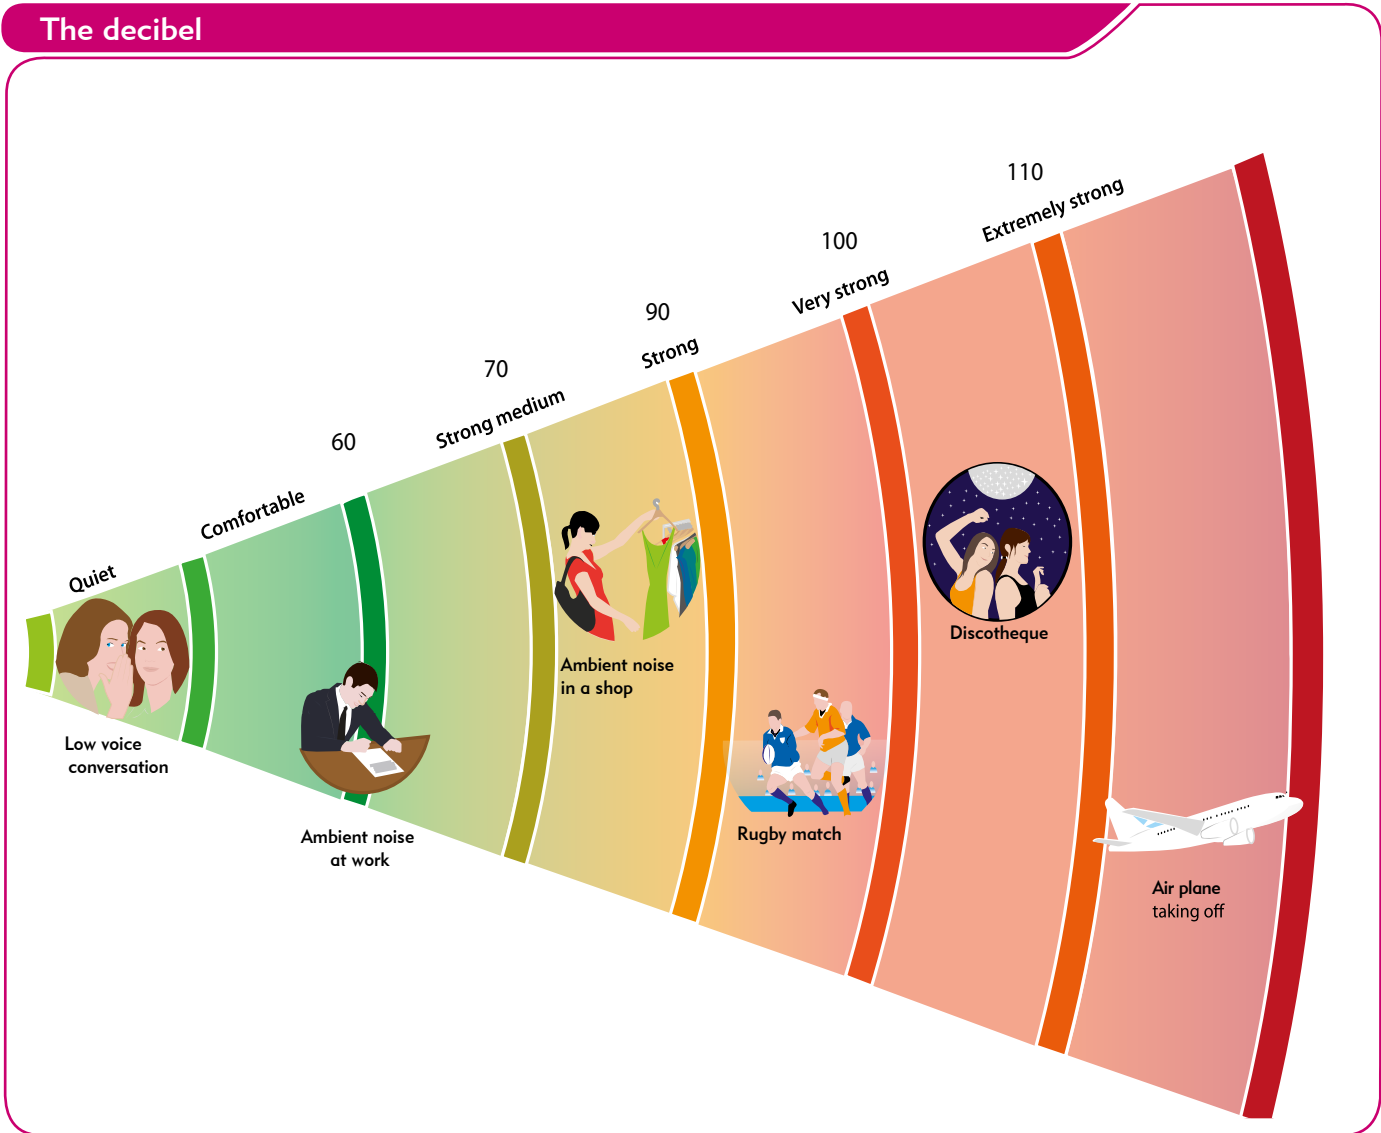 The decibel
110
Extremely strong
100
Very strong
90
Strong
70
Strong medium
60
Comfortable
Quiet
Low voice
conversation
Ambient noise
at work
Ambient noise
in a shop
Rugby match
Discotheque
Air plane
taking off